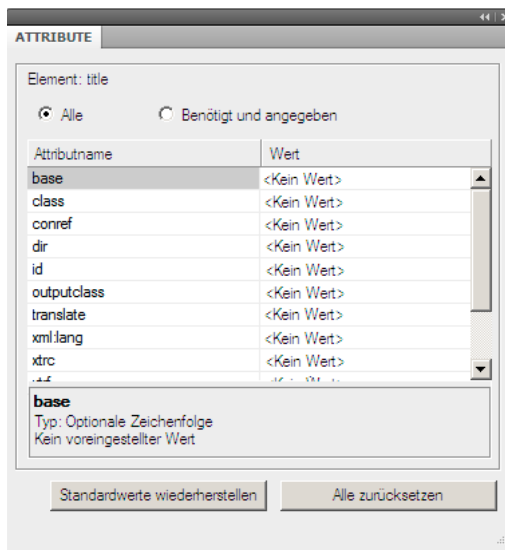 ATTRIBUTE
Element: title
Alle Benötigt und angegeben
Attributname Wert
base <Kein Wert>
class <Kein Wert>
conref <Kein Wert>
dir <Kein Wert>
id <Kein Wert>
outputclass <Kein Wert>
translate <Kein Wert>
xml:lang <Kein Wert>
xtrc <Kein Wert>
base
Typ: Optionale Zeichenfolge
Kein voreingestellter Wert
Standardwerte wiederherstellen Alle zurücksetzen